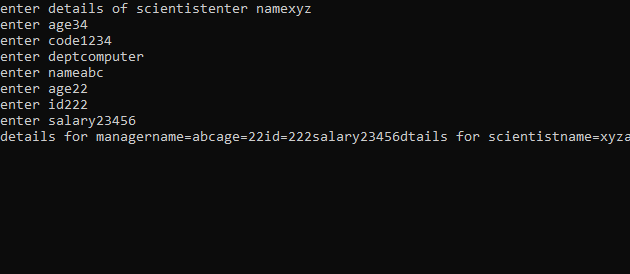 enter details of scientistenter namexyz
enter age34
enter code1234
enter deptcomputer
enter nameabc
enter age22
enter id222
enter salary23456
details for managername=abcage=22id=222salary23456dtails for scientistname=xyza